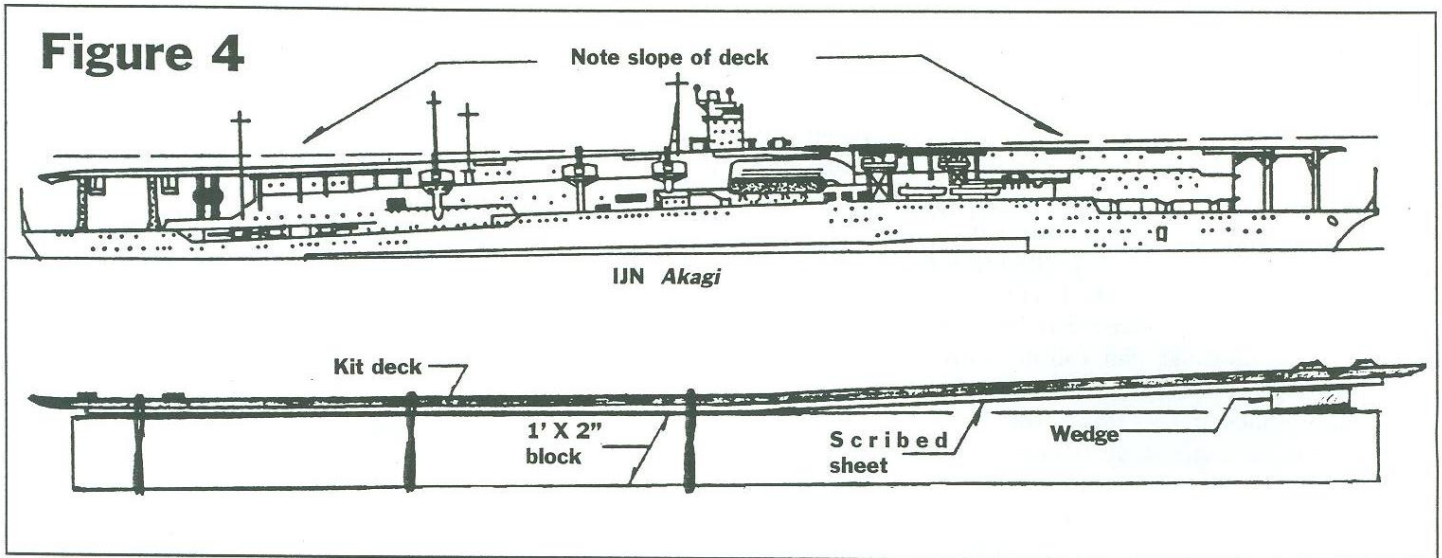 Figure 4
Note slope of deck
IJN Akagi
Kit deck
1' X 2"
block
Scribed
sheet
Wedge